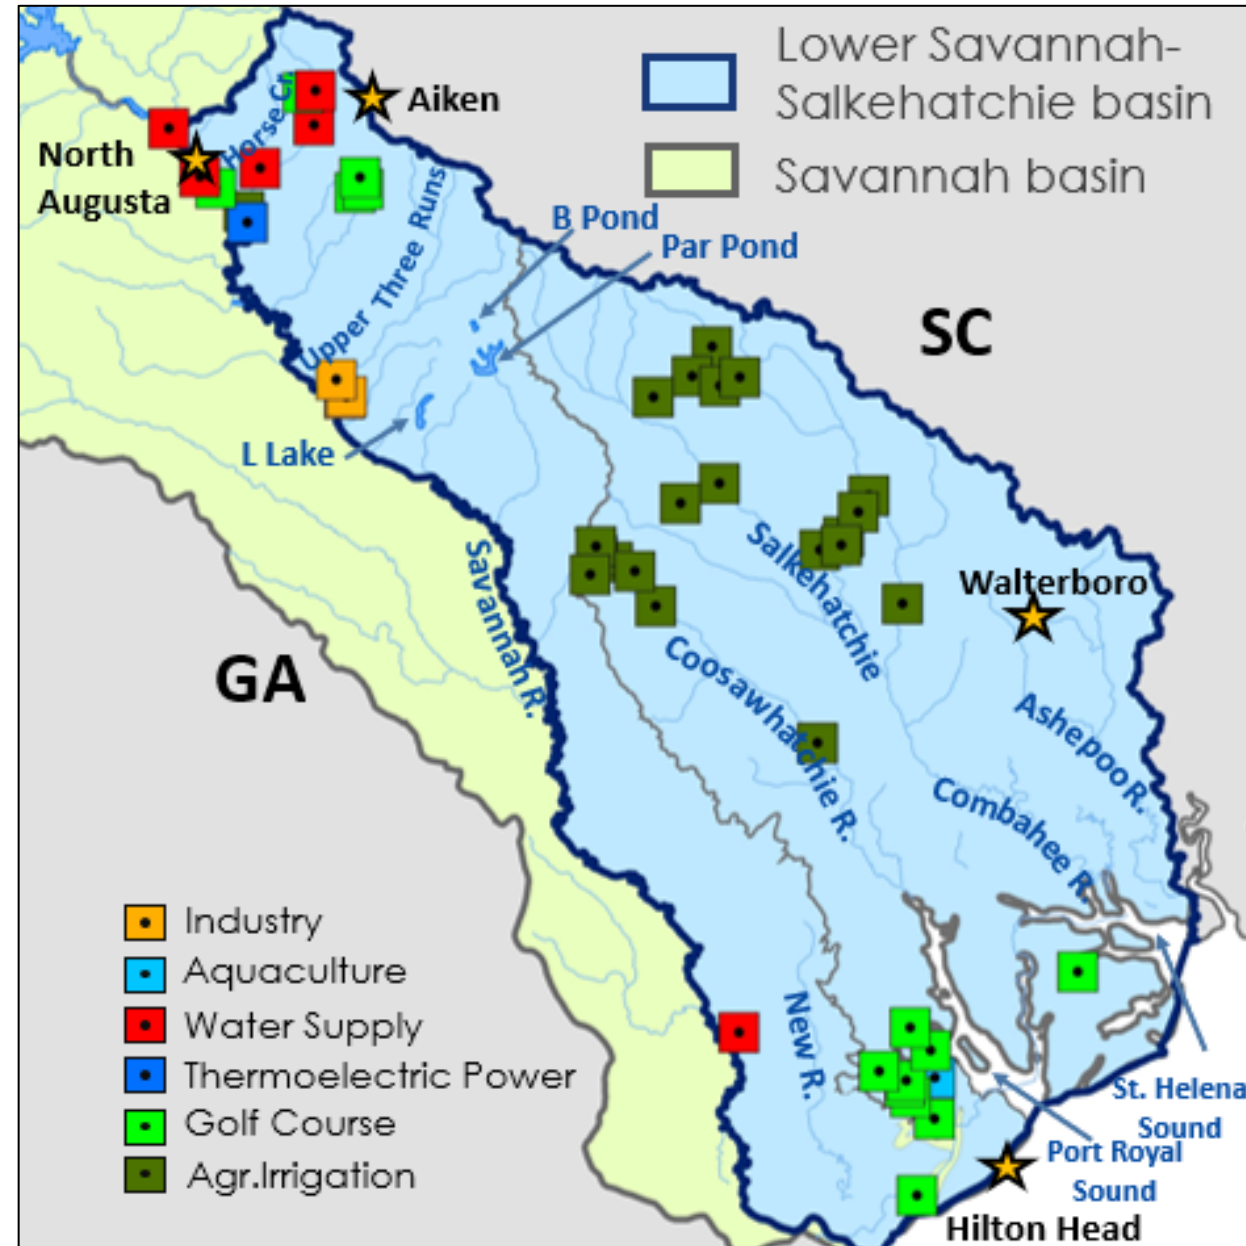 Lower Savannah-
Salkehatchie basin
Savannah basin
Aiken
Horse Cr
North
Augusta
Upper Three Runs
B Pond
Par Pond
SC
L Lake
Savannah R.
Salkehatchie
Walterboro
GA
Coosawhatchie R.
Ashepoo R.
Combahee R.
Industry
Aquaculture
Water Supply
Thermoelectric Power
Golf Course
Agr.Irrigation
New R.
St. Helena
Sound
Port Royal
Sound
Hilton Head